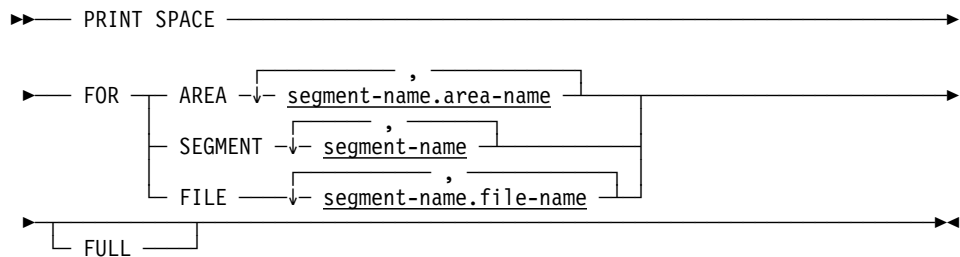 PRINT SPACE
,
FOR AREA segment-name.area-name
,
SEGMENT segment-name
,
FILE segment-name.file-name
FULL